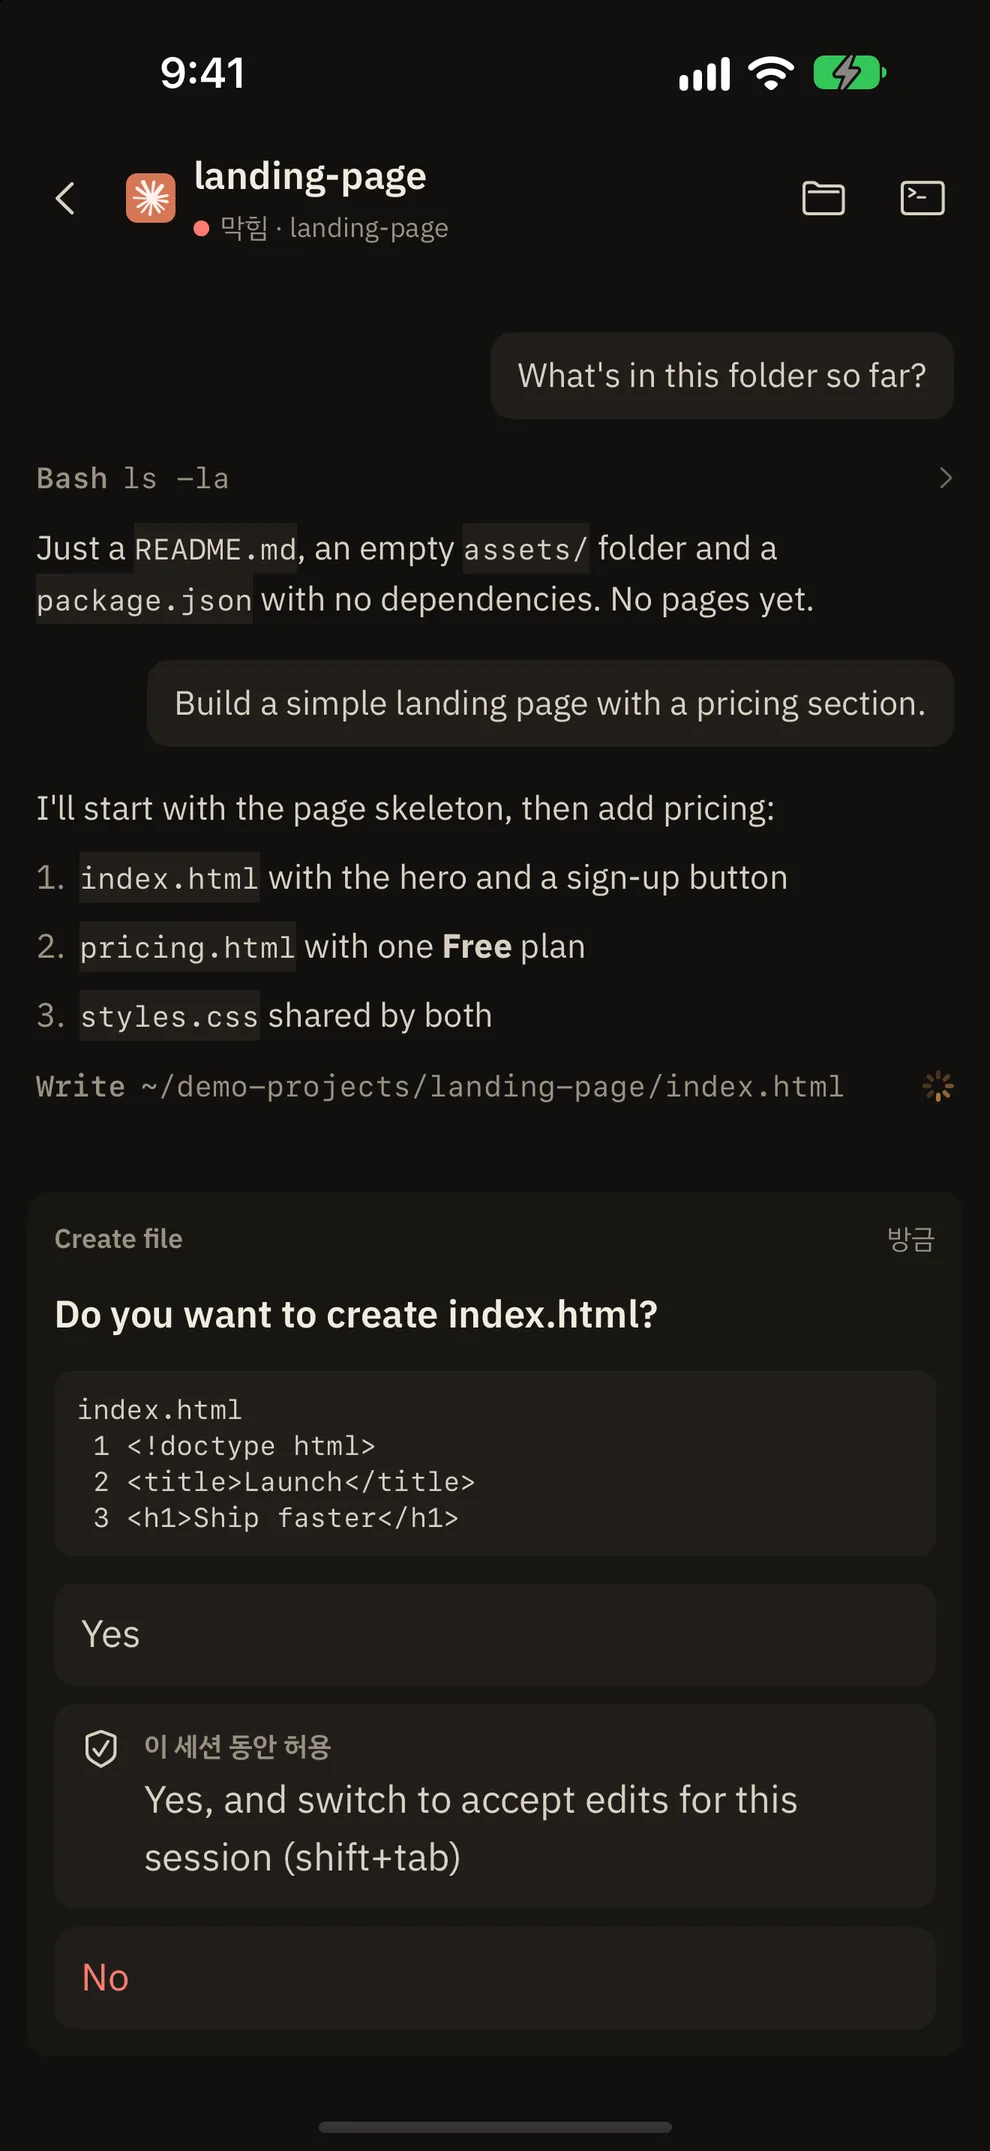 9:41
landing-page
막힘 · landing-page
What's in this folder so far?
Bash ls -la
Just a README.md, an empty assets/ folder and a
package.json with no dependencies. No pages yet.
Build a simple landing page with a pricing section.
I'll start with the page skeleton, then add pricing:
1. index.html with the hero and a sign-up button
2. pricing.html with one Free plan
3. styles.css shared by both
Write ~/demo-projects/landing-page/index.html
Create file 방금
Do you want to create index.html?
index.html
1 <!doctype html>
2 <title>Launch</title>
3 <h1>Ship faster</h1>
Yes
이 세션 동안 허용
Yes, and switch to accept edits for this
session (shift+tab)
No